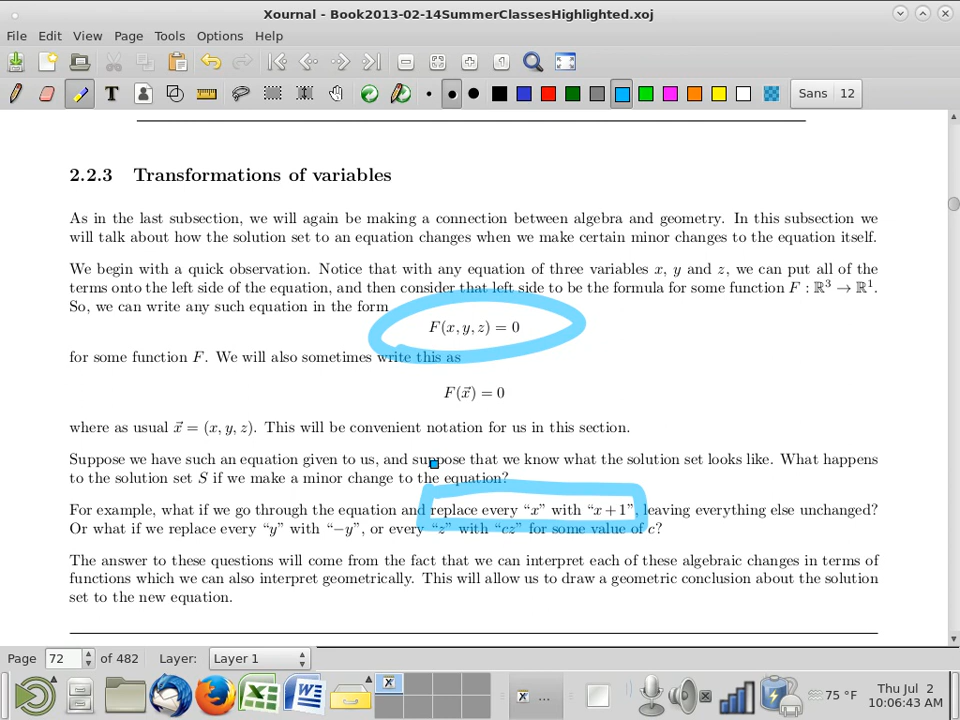 Xournal - Book2013-02-14SummerClassesHighlighted.xoj
File Edit View Page Tools Options Help
Sans 12
2.2.3 Transformations of variables
As in the last subsection, we will again be making a connection between algebra and geometry. In this subsection we
will talk about how the solution set to an equation changes when we make certain minor changes to the equation itself.
We begin with a quick observation. Notice that with any equation of three variables x, y and z, we can put all of the
terms onto the left side of the equation, and then consider that left side to be the formula for some function F : ℝ³ → ℝ¹.
So, we can write any such equation in the form
F(x, y, z) = 0
for some function F. We will also sometimes write this as
F(x⃗) = 0
where as usual x⃗ = (x, y, z). This will be convenient notation for us in this section.
Suppose we have such an equation given to us, and suppose that we know what the solution set looks like. What happens
to the solution set S if we make a minor change to the equation?
For example, what if we go through the equation and replace every “x” with “x + 1”, leaving everything else unchanged?
Or what if we replace every “y” with “−y”, or every “z” with “cz” for some value of c?
The answer to these questions will come from the fact that we can interpret each of these algebraic changes in terms of
functions which we can also interpret geometrically. This will allow us to draw a geometric conclusion about the solution
set to the new equation.
Page 72 of 482 Layer: Layer 1
... 75 °F Thu Jul 2
10:06:43 AM